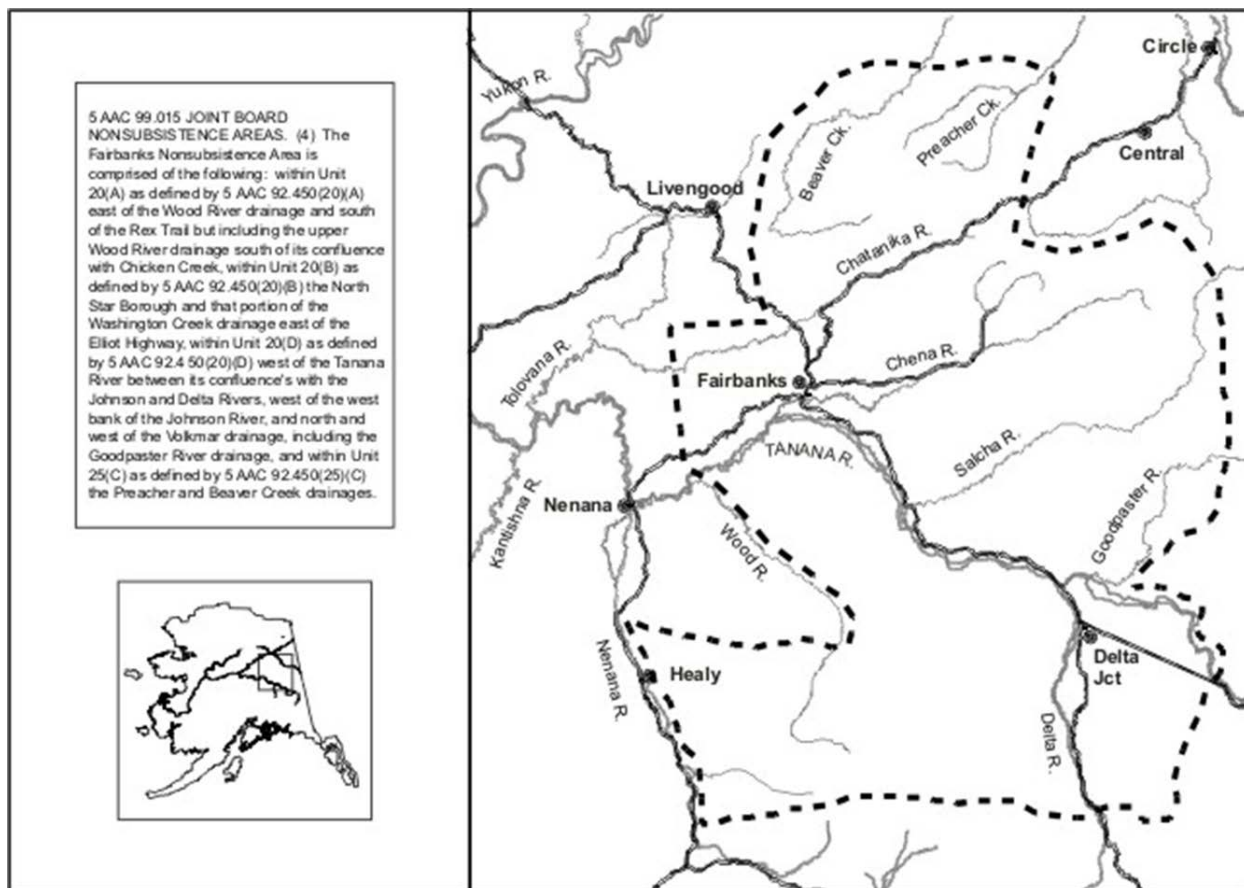 5 AAC 99.015 JOINT BOARD
NONSUBSISTENCE AREAS. (4) The
Fairbanks Nonsubsistence Area is
comprised of the following: within Unit
20(A) as defined by 5 AAC 92.450(20)(A)
east of the Wood River drainage and south
of the Rex Trail but including the upper
Wood River drainage south of its confluence
with Chicken Creek, within Unit 20(B) as
defined by 5 AAC 92.450(20)(B) the North
Star Borough and that portion of the
Washington Creek drainage east of the
Elliot Highway, within Unit 20(D) as defined
by 5 AAC 92.4 50(20)(D) west of the Tanana
River between its confluence's with the
Johnson and Delta Rivers, west of the west
bank of the Johnson River, and north and
west of the Volkmar drainage, including the
Goodpaster River drainage, and within Unit
25(C) as defined by 5 AAC 92.450(25)(C)
the Preacher and Beaver Creek drainages.
Circle
Yukon R.
Beaver Ck.
Preacher Ck.
Central
Livengood
Chatanika R.
Tolovana R.
Chena R.
Fairbanks
TANANA R.
Salcha R.
Goodpaster R.
Kantishna R.
Nenana
Wood R.
Nenana R.
Healy
Delta
Jct
Delta R.